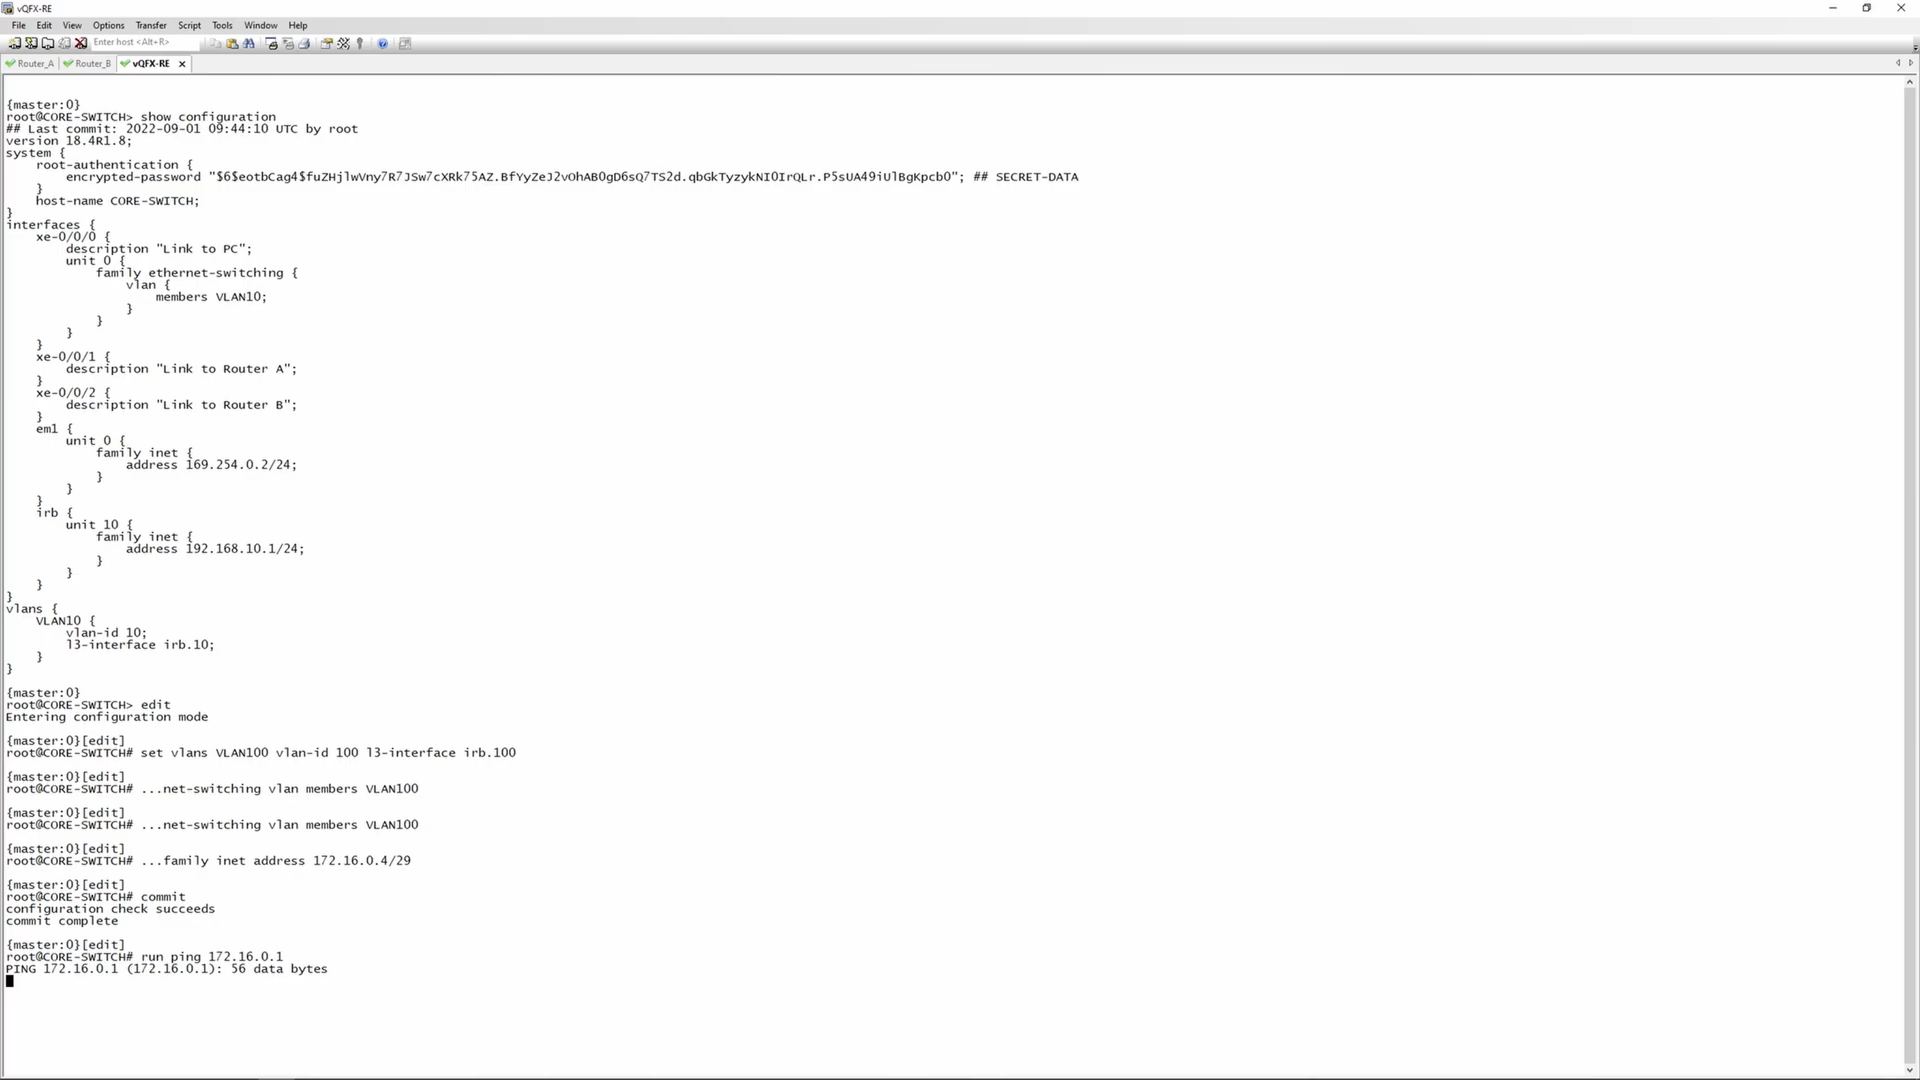 vQFX-RE
File Edit View Options Transfer Script Tools Window Help
Enter host <Alt+R>
Router_A Router_B vQFX-RE
{master:0}
root@CORE-SWITCH> show configuration
## Last commit: 2022-09-01 09:44:10 UTC by root
version 18.4R1.8;
system {
    root-authentication {
        encrypted-password "$6$eotbCag4$fuZHjlwVny7R7JSw7cXRk75AZ.BfYyZeJ2vOhAB0gD6sQ7TS2d.qbGkTyzykNI0IrQLr.P5sUA49iUlBgKpcb0"; ## SECRET-DATA
    }
    host-name CORE-SWITCH;
}
interfaces {
    xe-0/0/0 {
        description "Link to PC";
        unit 0 {
            family ethernet-switching {
                vlan {
                    members VLAN10;
                }
            }
        }
    }
    xe-0/0/1 {
        description "Link to Router A";
    }
    xe-0/0/2 {
        description "Link to Router B";
    }
    em1 {
        unit 0 {
            family inet {
                address 169.254.0.2/24;
            }
        }
    }
    irb {
        unit 10 {
            family inet {
                address 192.168.10.1/24;
            }
        }
    }
}
vlans {
    VLAN10 {
        vlan-id 10;
        l3-interface irb.10;
    }
}
{master:0}
root@CORE-SWITCH> edit
Entering configuration mode
{master:0}[edit]
root@CORE-SWITCH# set vlans VLAN100 vlan-id 100 l3-interface irb.100
{master:0}[edit]
root@CORE-SWITCH# ...net-switching vlan members VLAN100
{master:0}[edit]
root@CORE-SWITCH# ...net-switching vlan members VLAN100
{master:0}[edit]
root@CORE-SWITCH# ...family inet address 172.16.0.4/29
{master:0}[edit]
root@CORE-SWITCH# commit
configuration check succeeds
commit complete
{master:0}[edit]
root@CORE-SWITCH# run ping 172.16.0.1
PING 172.16.0.1 (172.16.0.1): 56 data bytes